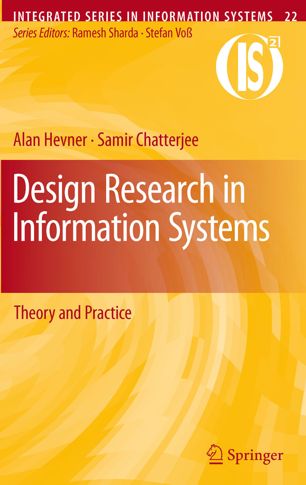 INTEGRATED SERIES IN INFORMATION SYSTEMS 22
Series Editors: Ramesh Sharda · Stefan Voß
IS 2
Alan Hevner · Samir Chatterjee
Design Research in
Information Systems
Theory and Practice
Springer